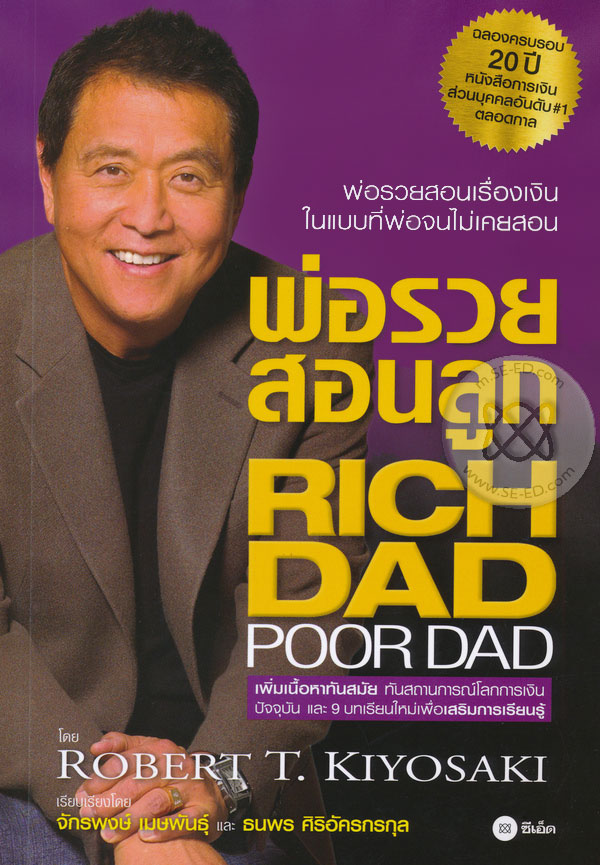 ฉลองครบรอบ
20 ปี
หนังสือการเงิน
ส่วนบุคคลอันดับ #1
ตลอดกาล
พ่อรวยสอนเรื่องเงิน
ในแบบที่พ่อจนไม่เคยสอน
พ่อรวย
สอนลูก
m.SE-ED.com
www.SE-ED.com
RICH
DAD
POOR DAD
เพิ่มเนื้อหาทันสมัย ทันสถานการณ์โลกการเงิน
ปัจจุบัน และ 9 บทเรียนใหม่เพื่อเสริมการเรียนรู้
โดย
ROBERT T. KIYOSAKI
เรียบเรียงโดย
จักรพงษ์ เมษพันธุ์ และ ธนพร ศิริอัครกรกุล
ซีเอ็ด